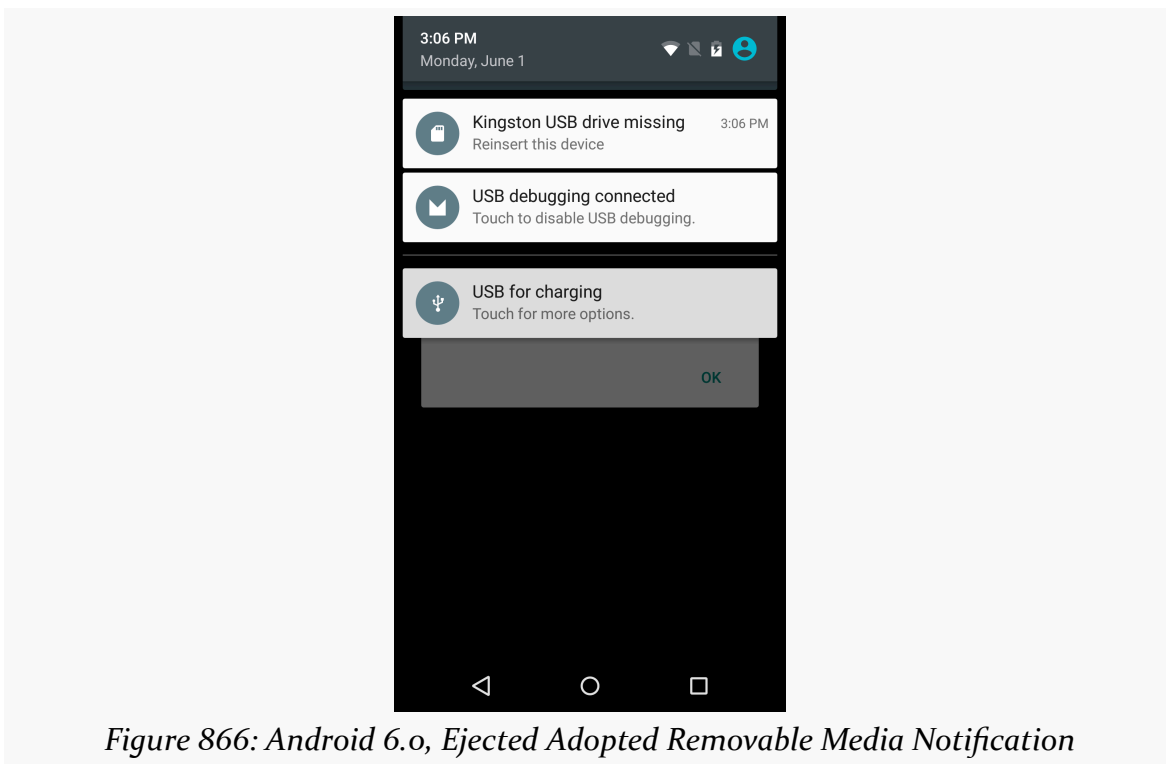 3:06 PM
Monday, June 1
Kingston USB drive missing 3:06 PM
Reinsert this device
USB debugging connected
Touch to disable USB debugging.
USB for charging
Touch for more options.
OK
Figure 866: Android 6.0, Ejected Adopted Removable Media Notification